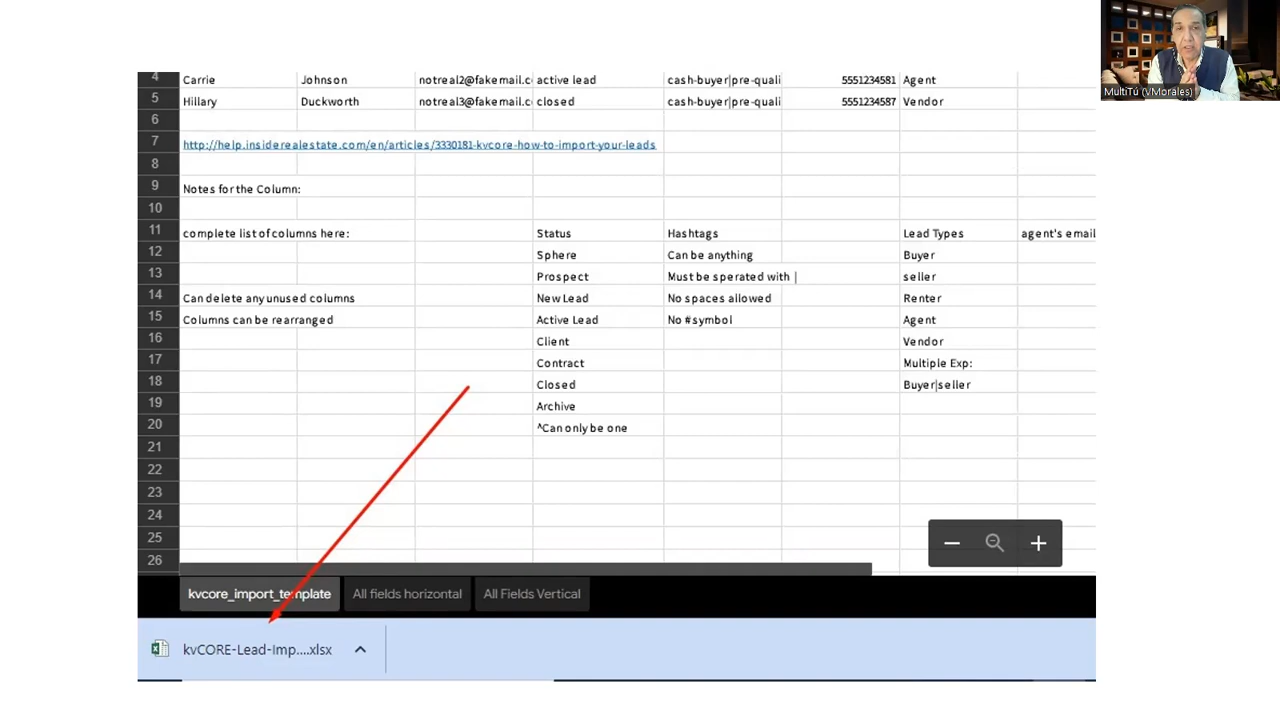 MultiTú (VMorales)
4 Carrie Johnson notreal2@fakemail.c active lead cash-buyer|pre-quali 5551234581 Agent
5 Hillary Duckworth notreal3@fakemail.c closed cash-buyer|pre-quali 5551234587 Vendor
6
7 http://help.insiderealestate.com/en/articles/3330181-kvcore-how-to-import-your-leads
8
9 Notes for the Column:
10
11 complete list of columns here: Status Hashtags Lead Types agent's email
12 Sphere Can be anything Buyer
13 Prospect Must be sperated with | seller
14 Can delete any unused columns New Lead No spaces allowed Renter
15 Columns can be rearranged Active Lead No # symbol Agent
16 Client Vendor
17 Contract Multiple Exp:
18 Closed Buyer|seller
19 Archive
20 ^Can only be one
21
22
23
24
25
26
kvcore_import_template All fields horizontal All Fields Vertical
kvCORE-Lead-Imp....xlsx